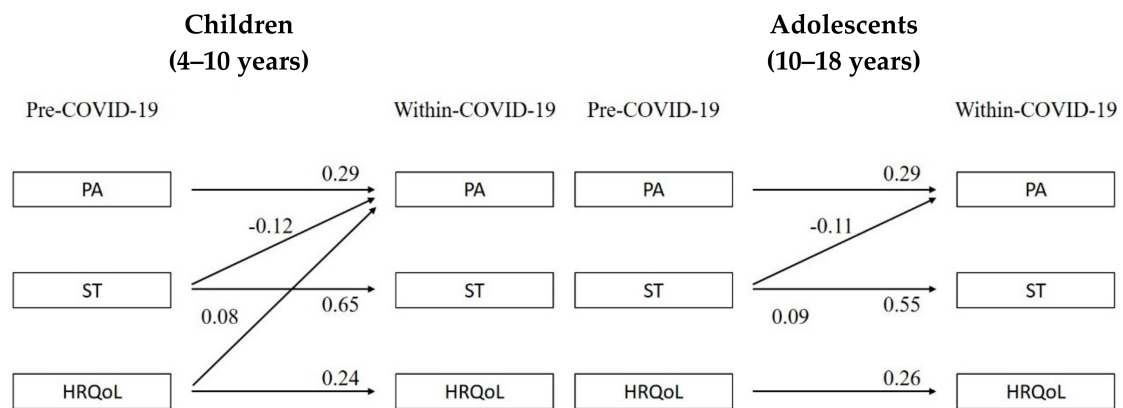 Children
(4–10 years)
Adolescents
(10–18 years)
Pre-COVID-19
Within-COVID-19
Pre-COVID-19
Within-COVID-19
PA
0.29
PA
PA
0.29
PA
-0.12
-0.11
ST
ST
ST
ST
0.08
0.65
0.09
0.55
HRQoL
0.24
HRQoL
HRQoL
0.26
HRQoL